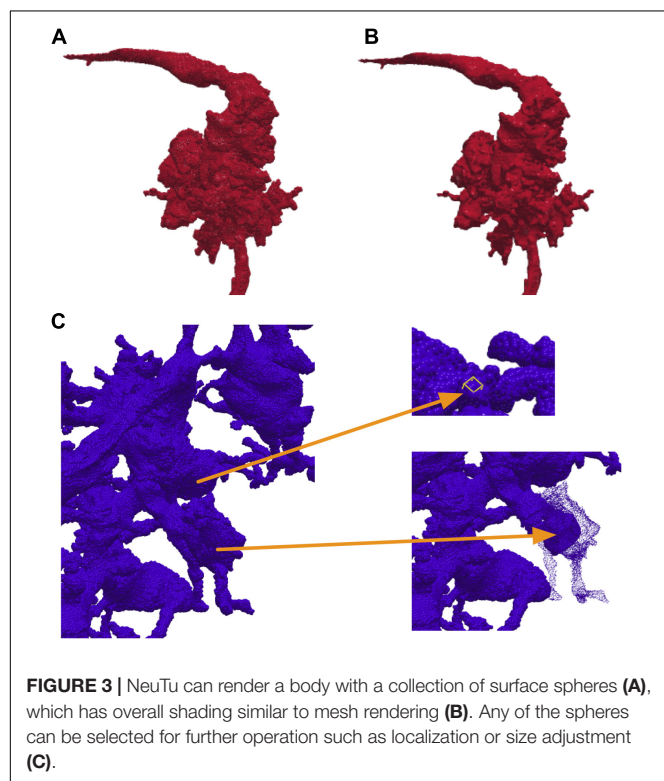 A
B
C
FIGURE 3 | NeuTu can render a body with a collection of surface spheres (A),
which has overall shading similar to mesh rendering (B). Any of the spheres
can be selected for further operation such as localization or size adjustment
(C).